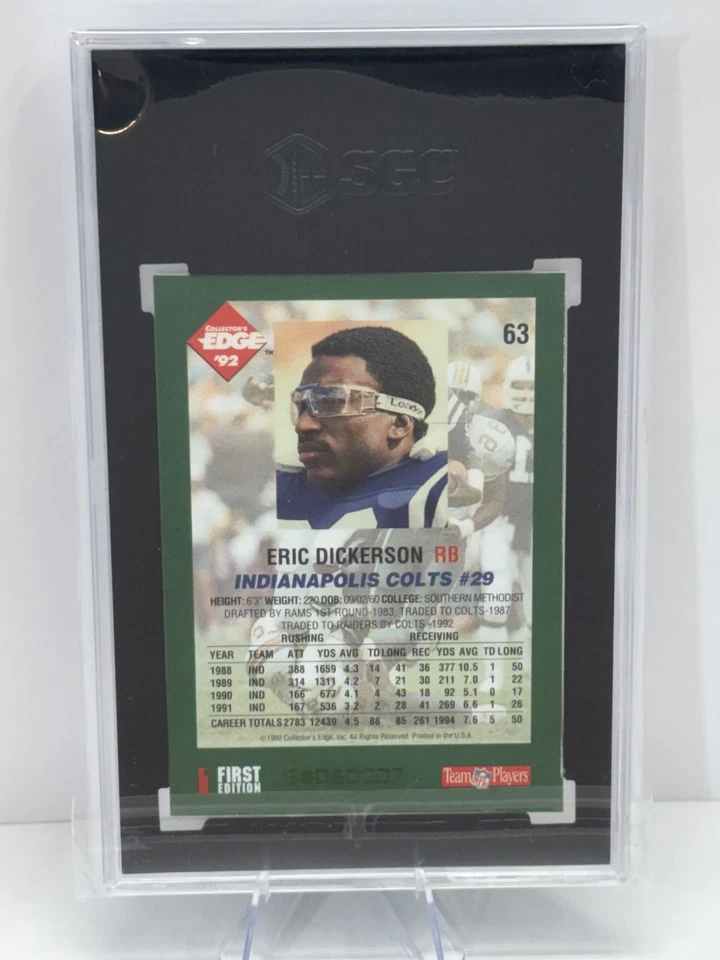 SGC
COLLECTOR'S
EDGE
'92
TM
63
Leader
ERIC DICKERSON RB
INDIANAPOLIS COLTS #29
HEIGHT: 6'3" WEIGHT: 220 DOB: 09/02/60 COLLEGE: SOUTHERN METHODIST
DRAFTED BY RAMS 1ST ROUND-1983, TRADED TO COLTS-1987
TRADED TO RAIDERS BY COLTS -1992
RUSHING RECEIVING
YEAR TEAM ATT YDS AVG TD LONG REC YDS AVG TD LONG
1988 IND 388 1659 4.3 14 41 36 377 10.5 1 50
1989 IND 314 1311 4.2 7 21 30 211 7.0 1 22
1990 IND 166 677 4.1 4 43 18 92 5.1 0 17
1991 IND 167 536 3.2 2 28 41 269 6.6 1 26
CAREER TOTALS 2783 12439 4.5 88 85 261 1994 7.6 5 50
©1992 Collector's Edge, Inc. All Rights Reserved. Printed in the U.S.A.
1 FIRST
EDITION
Team NFL Players